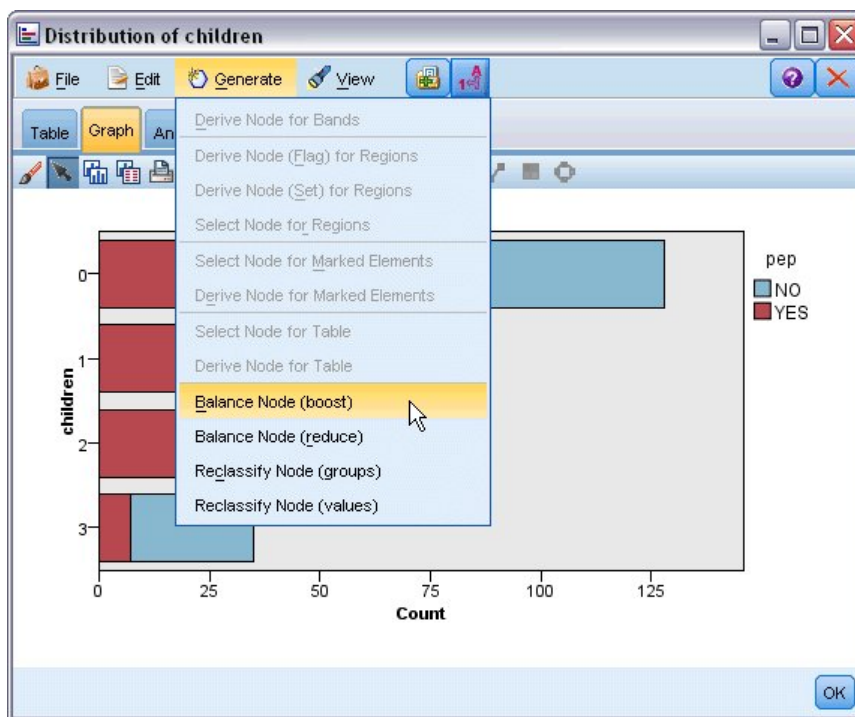 Distribution of children
File Edit Generate View
Table Graph An
Derive Node for Bands
Derive Node (Flag) for Regions
Derive Node (Set) for Regions
Select Node for Regions
Select Node for Marked Elements
Derive Node for Marked Elements
Select Node for Table
Derive Node for Table
Balance Node (boost)
Balance Node (reduce)
Reclassify Node (groups)
Reclassify Node (values)
children
0
1
2
3
0 25 50 75 100 125
Count
pep
NO
YES
OK